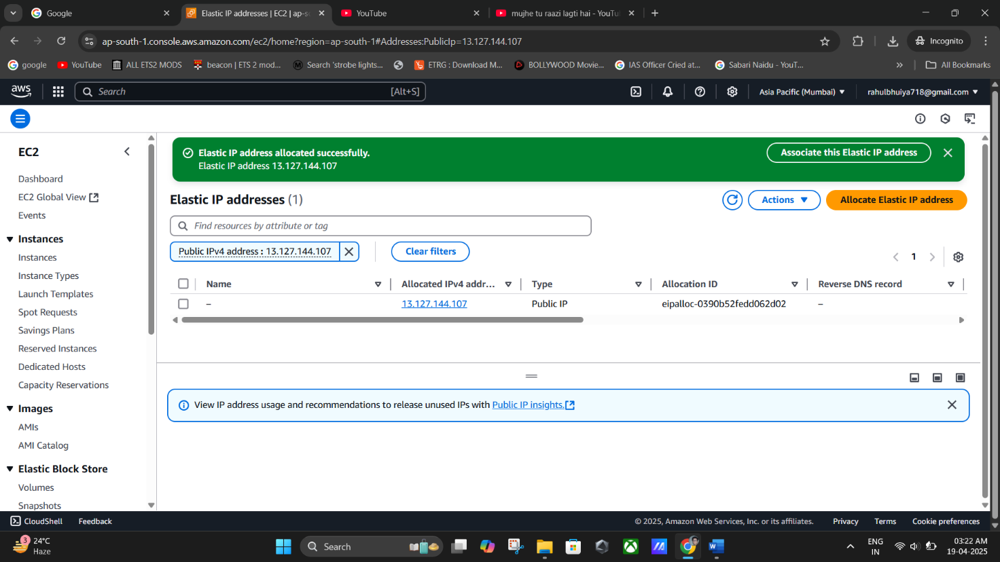 Google
Elastic IP addresses | EC2 | ap-so
YouTube
mujhe tu raazi lagti hai - YouTu
ap-south-1.console.aws.amazon.com/ec2/home?region=ap-south-1#Addresses:PublicIp=13.127.144.107
Incognito
google
YouTube
ALL ETS2 MODS
beacon | ETS 2 mod...
Search 'strobe lights...
ETRG : Download M...
BOLLYWOOD Movie...
IAS Officer Cried at...
Sabari Naidu - YouT...
All Bookmarks
aws
Search
[Alt+S]
Asia Pacific (Mumbai)
rahulbhuiya718@gmail.com
EC2
Dashboard
EC2 Global View
Events
Instances
Instances
Instance Types
Launch Templates
Spot Requests
Savings Plans
Reserved Instances
Dedicated Hosts
Capacity Reservations
Images
AMIs
AMI Catalog
Elastic Block Store
Volumes
Snapshots
Elastic IP address allocated successfully.
Elastic IP address 13.127.144.107
Associate this Elastic IP address
Elastic IP addresses (1)
Actions
Allocate Elastic IP address
Find resources by attribute or tag
Public IPv4 address : 13.127.144.107
Clear filters
1
Name
Allocated IPv4 addr...
Type
Allocation ID
Reverse DNS record
–
13.127.144.107
Public IP
eipalloc-0390b52fedd062d02
–
View IP address usage and recommendations to release unused IPs with Public IP insights.
CloudShell
Feedback
© 2025, Amazon Web Services, Inc. or its affiliates.
Privacy
Terms
Cookie preferences
3
24°C
Haze
Search
ENG
IN
03:22 AM
19-04-2025